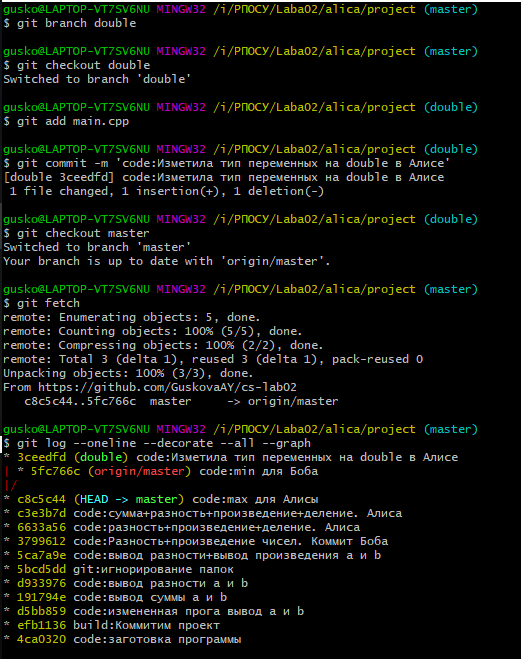 gusko@LAPTOP-VT7SV6NU MINGW32 /i/РПОСУ/Laba02/alica/project (master)
$ git branch double
gusko@LAPTOP-VT7SV6NU MINGW32 /i/РПОСУ/Laba02/alica/project (master)
$ git checkout double
Switched to branch 'double'
gusko@LAPTOP-VT7SV6NU MINGW32 /i/РПОСУ/Laba02/alica/project (double)
$ git add main.cpp
gusko@LAPTOP-VT7SV6NU MINGW32 /i/РПОСУ/Laba02/alica/project (double)
$ git commit -m 'code:Изметила тип переменных на double в Алисе'
[double 3ceedfd] code:Изметила тип переменных на double в Алисе
 1 file changed, 1 insertion(+), 1 deletion(-)
gusko@LAPTOP-VT7SV6NU MINGW32 /i/РПОСУ/Laba02/alica/project (double)
$ git checkout master
Switched to branch 'master'
Your branch is up to date with 'origin/master'.
gusko@LAPTOP-VT7SV6NU MINGW32 /i/РПОСУ/Laba02/alica/project (master)
$ git fetch
remote: Enumerating objects: 5, done.
remote: Counting objects: 100% (5/5), done.
remote: Compressing objects: 100% (2/2), done.
remote: Total 3 (delta 1), reused 3 (delta 1), pack-reused 0
Unpacking objects: 100% (3/3), done.
From https://github.com/GuskovaAY/cs-lab02
   c8c5c44..5fc766c  master     -> origin/master
gusko@LAPTOP-VT7SV6NU MINGW32 /i/РПОСУ/Laba02/alica/project (master)
$ git log --oneline --decorate --all --graph
* 3ceedfd (double) code:Изметила тип переменных на double в Алисе
| * 5fc766c (origin/master) code:min для Боба
|/
* c8c5c44 (HEAD -> master) code:max для Алисы
* c3e3b7d code:сумма+разность+произведение+деление. Алиса
* 6633a56 code:разность+произведение+деление. Алиса
* 3799612 code:Разность+произведение чисел. Коммит Боба
* 5ca7a9e code:вывод разности+вывод произведения a и b
* 5bcd5dd git:игнорирование папок
* d933976 code:вывод разности a и b
* 191794e code:вывод суммы a и b
* d5bb859 code:измененная прога вывод a и b
* efb1136 build:Коммитим проект
* 4ca0320 code:заготовка программы